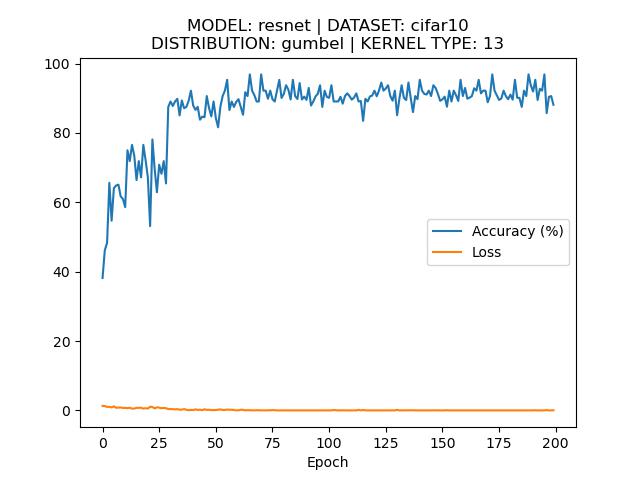 MODEL: resnet | DATASET: cifar10
DISTRIBUTION: gumbel | KERNEL TYPE: 13
100
80
60
40
20
0
Accuracy (%)
Loss
0 25 50 75 100 125 150 175 200
Epoch